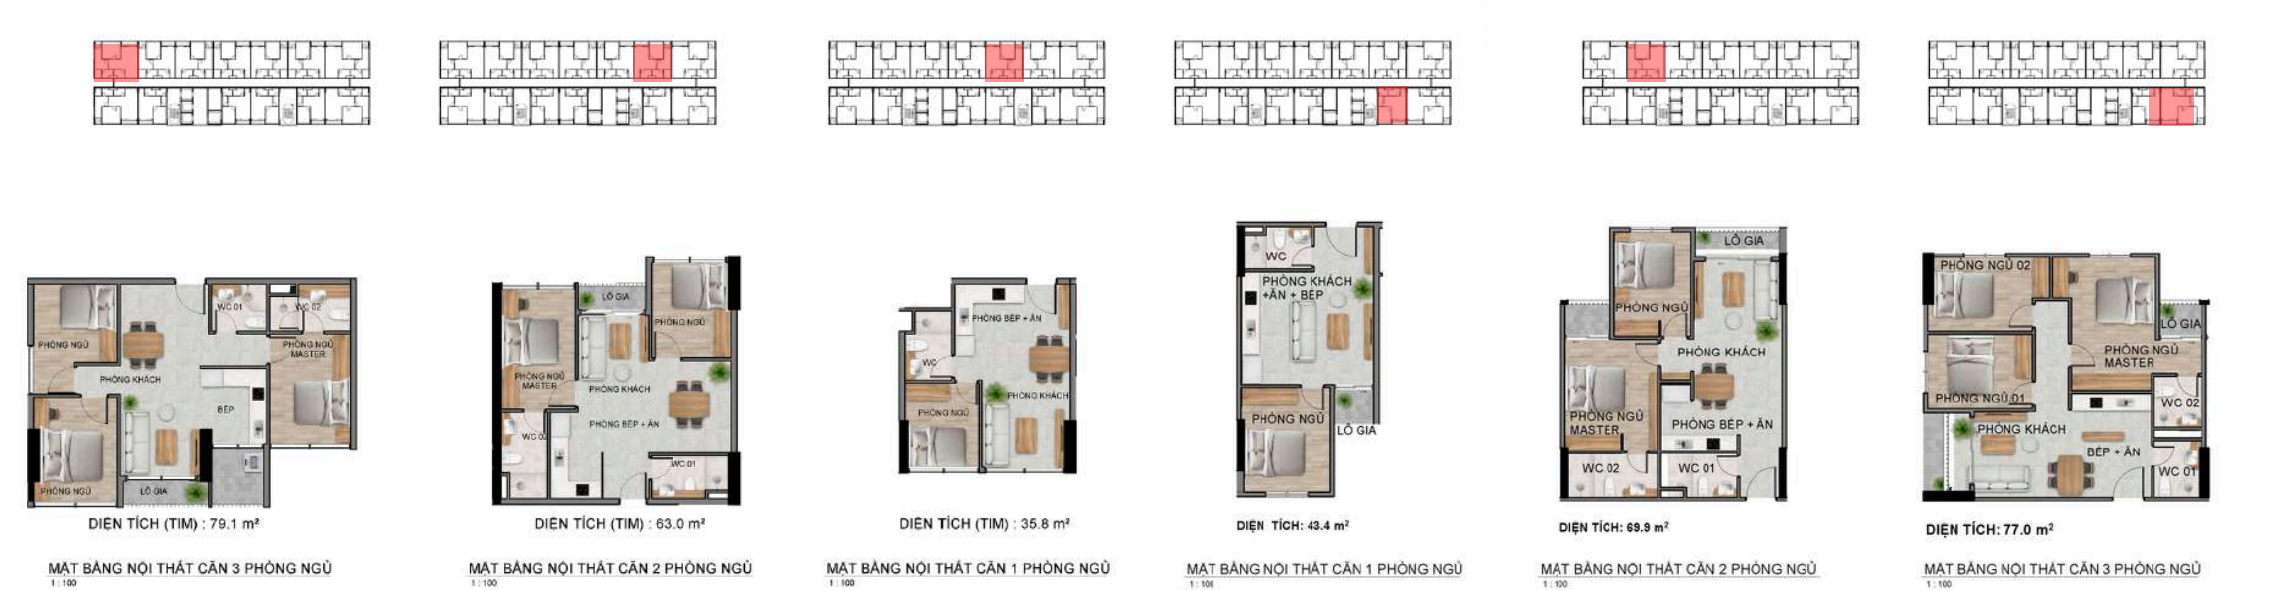 WC 01
WC 02
PHÒNG NGỦ
PHÒNG NGỦ
MASTER
PHÒNG KHÁCH
BẾP
PHÒNG NGỦ
LÔ GIA
DIỆN TÍCH (TIM) : 79.1 m²
MẶT BẰNG NỘI THẤT CĂN 3 PHÒNG NGỦ
1 : 100
LÔ GIA
PHÒNG NGỦ
PHÒNG NGỦ
MASTER
PHÒNG KHÁCH
PHÒNG BẾP + ĂN
WC 02
WC 01
DIỆN TÍCH (TIM) : 63.0 m²
MẶT BẰNG NỘI THẤT CĂN 2 PHÒNG NGỦ
1 : 100
PHÒNG BẾP + ĂN
WC
PHÒNG KHÁCH
PHÒNG NGỦ
DIỆN TÍCH (TIM) : 35.8 m²
MẶT BẰNG NỘI THẤT CĂN 1 PHÒNG NGỦ
1 : 100
WC
PHÒNG KHÁCH
+ĂN + BẾP
PHÒNG NGỦ
LÔ GIA
DIỆN TÍCH: 43.4 m²
MẶT BẰNG NỘI THẤT CĂN 1 PHÒNG NGỦ
1 : 100
LÔ GIA
PHÒNG NGỦ
PHÒNG KHÁCH
PHÒNG NGỦ
MASTER
PHÒNG BẾP + ĂN
WC 02
WC 01
DIỆN TÍCH: 69.9 m²
MẶT BẰNG NỘI THẤT CĂN 2 PHÒNG NGỦ
1 : 100
PHÒNG NGỦ 02
LÔ GIA
PHÒNG NGỦ
MASTER
PHÒNG NGỦ 01
WC 02
PHÒNG KHÁCH
BẾP + ĂN
WC 01
DIỆN TÍCH: 77.0 m²
MẶT BẰNG NỘI THẤT CĂN 3 PHÒNG NGỦ
1 : 100